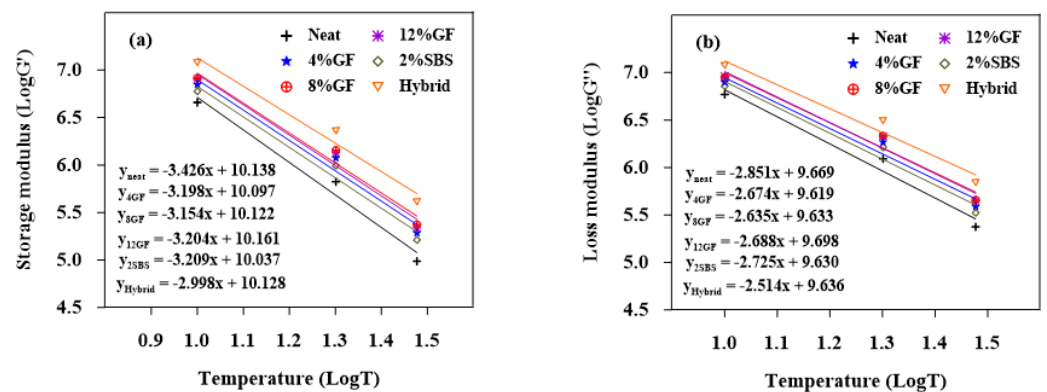 (a)
Neat
4%GF
8%GF
12%GF
2%SBS
Hybrid
Storage modulus (LogG')
7.0
6.5
6.0
5.5
5.0
4.5
y_neat = -3.426x + 10.138
y_4GF = -3.198x + 10.097
y_8GF = -3.154x + 10.122
y_12GF = -3.204x + 10.161
y_2SBS = -3.209x + 10.037
y_Hybrid = -2.998x + 10.128
0.9 1.0 1.1 1.2 1.3 1.4 1.5
Temperature (LogT)
(b)
Neat
4%GF
8%GF
12%GF
2%SBS
Hybrid
Loss modulus (LogG'')
7.0
6.5
6.0
5.5
5.0
4.5
y_neat = -2.851x + 9.669
y_4GF = -2.674x + 9.619
y_8GF = -2.635x + 9.633
y_12GF = -2.688x + 9.698
y_2SBS = -2.725x + 9.630
y_Hybrid = -2.514x + 9.636
1.0 1.1 1.2 1.3 1.4 1.5
Temperature (LogT)